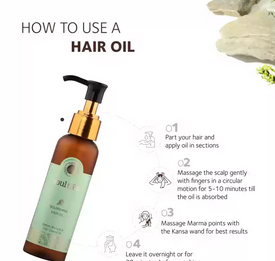 HOW TO USE A
HAIR OIL
01
Part your hair and
apply oil in sections
02
Massage the scalp gently
with fingers in a circular
motion for 5-10 minutes till
the oil is absorbed
03
Massage Marma points with
the Kansa wand for best results
04
Leave it overnight or for